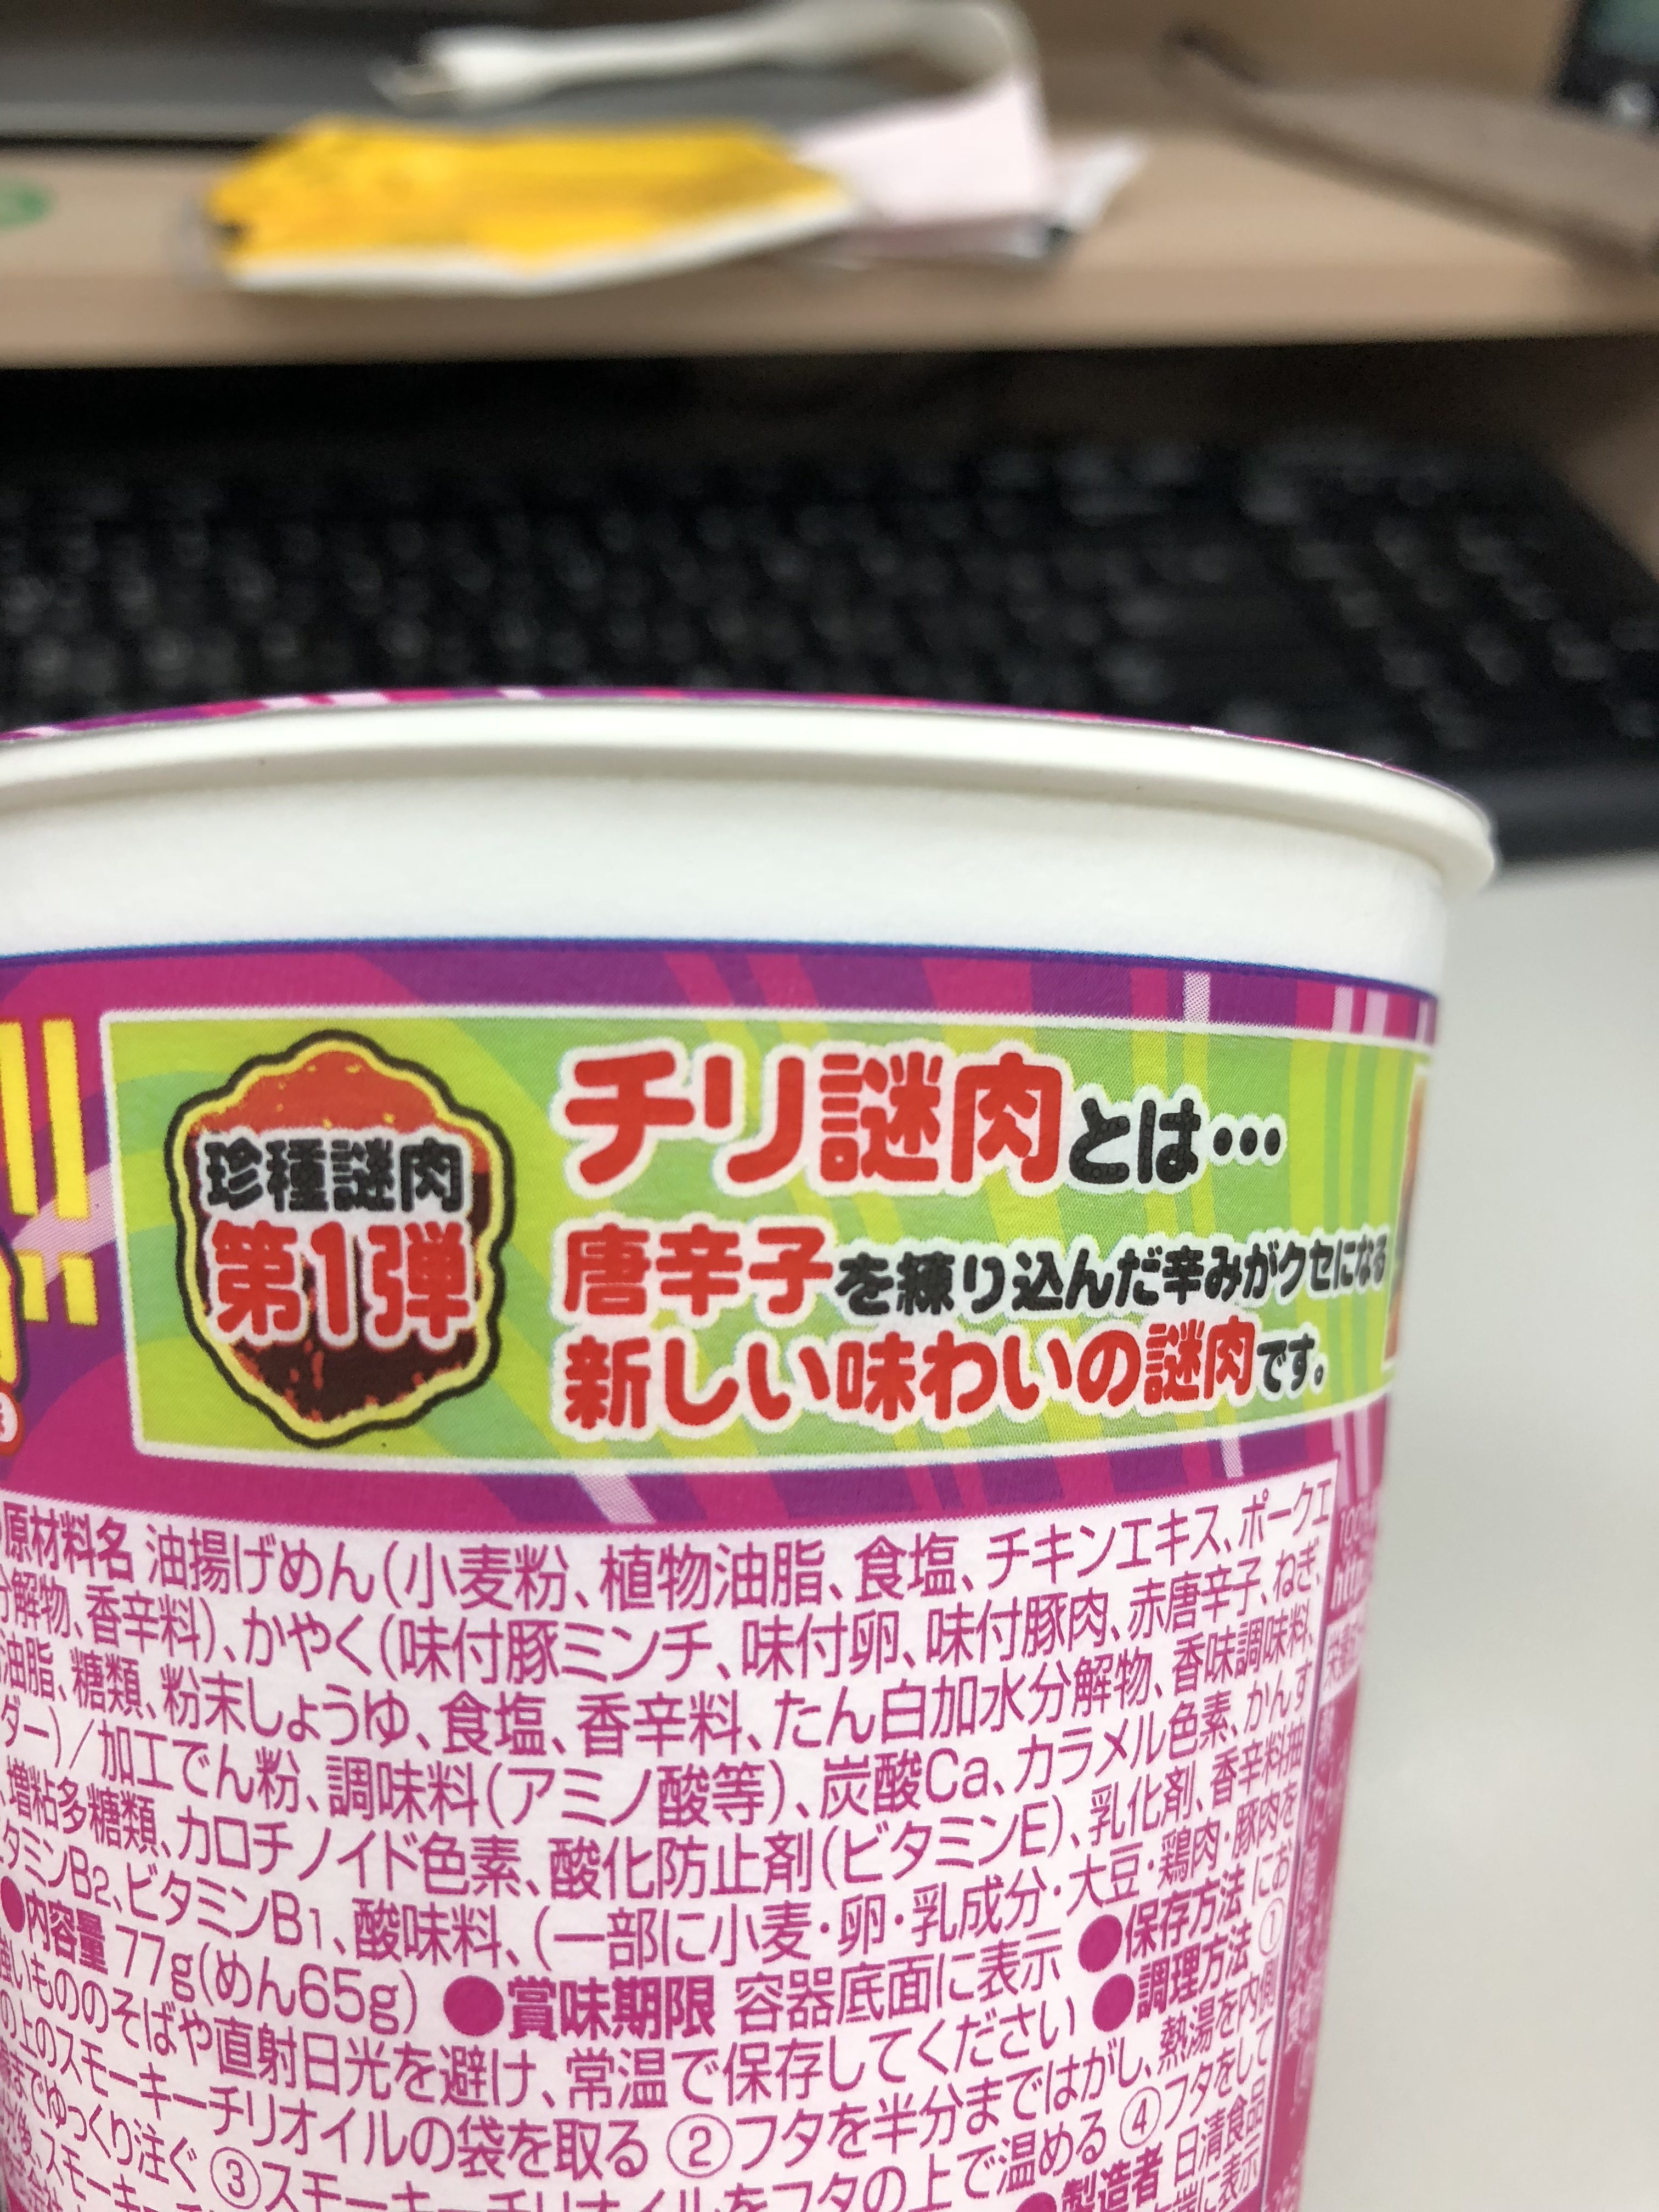 珍種謎肉
第1弾
チリ謎肉とは…
唐辛子を練り込んだ辛みがクセになる
新しい味わいの謎肉です。
原材料名 油揚げめん(小麦粉、植物油脂、食塩、チキンエキス、ポークエ
分解物、香辛料)、かやく(味付豚ミンチ、味付卵、味付豚肉、赤唐辛子、ねぎ、
油脂、糖類、粉末しょうゆ、食塩、香辛料、たん白加水分解物、香味調味料、
ダー)/加工でん粉、調味料(アミノ酸等)、炭酸Ca、カラメル色素、かんす
、増粘多糖類、カロチノイド色素、酸化防止剤(ビタミンE)、乳化剤、香辛料抽
タミンB2、ビタミンB1、酸味料、(一部に小麦・卵・乳成分・大豆・鶏肉・豚肉を
●内容量 77g(めん65g) ●賞味期限 容器底面に表示 ●保存方法 にお
強いもののそばや直射日光を避け、常温で保存してください ●調理方法 ①
の上のスモーキーチリオイルの袋を取る ②フタを半分まではがし、熱湯を内側
までゆっくり注ぐ ③スモーキーチリオイルをフタの上で温める ④フタをして
後、スモーキー
●製造者 日清食品